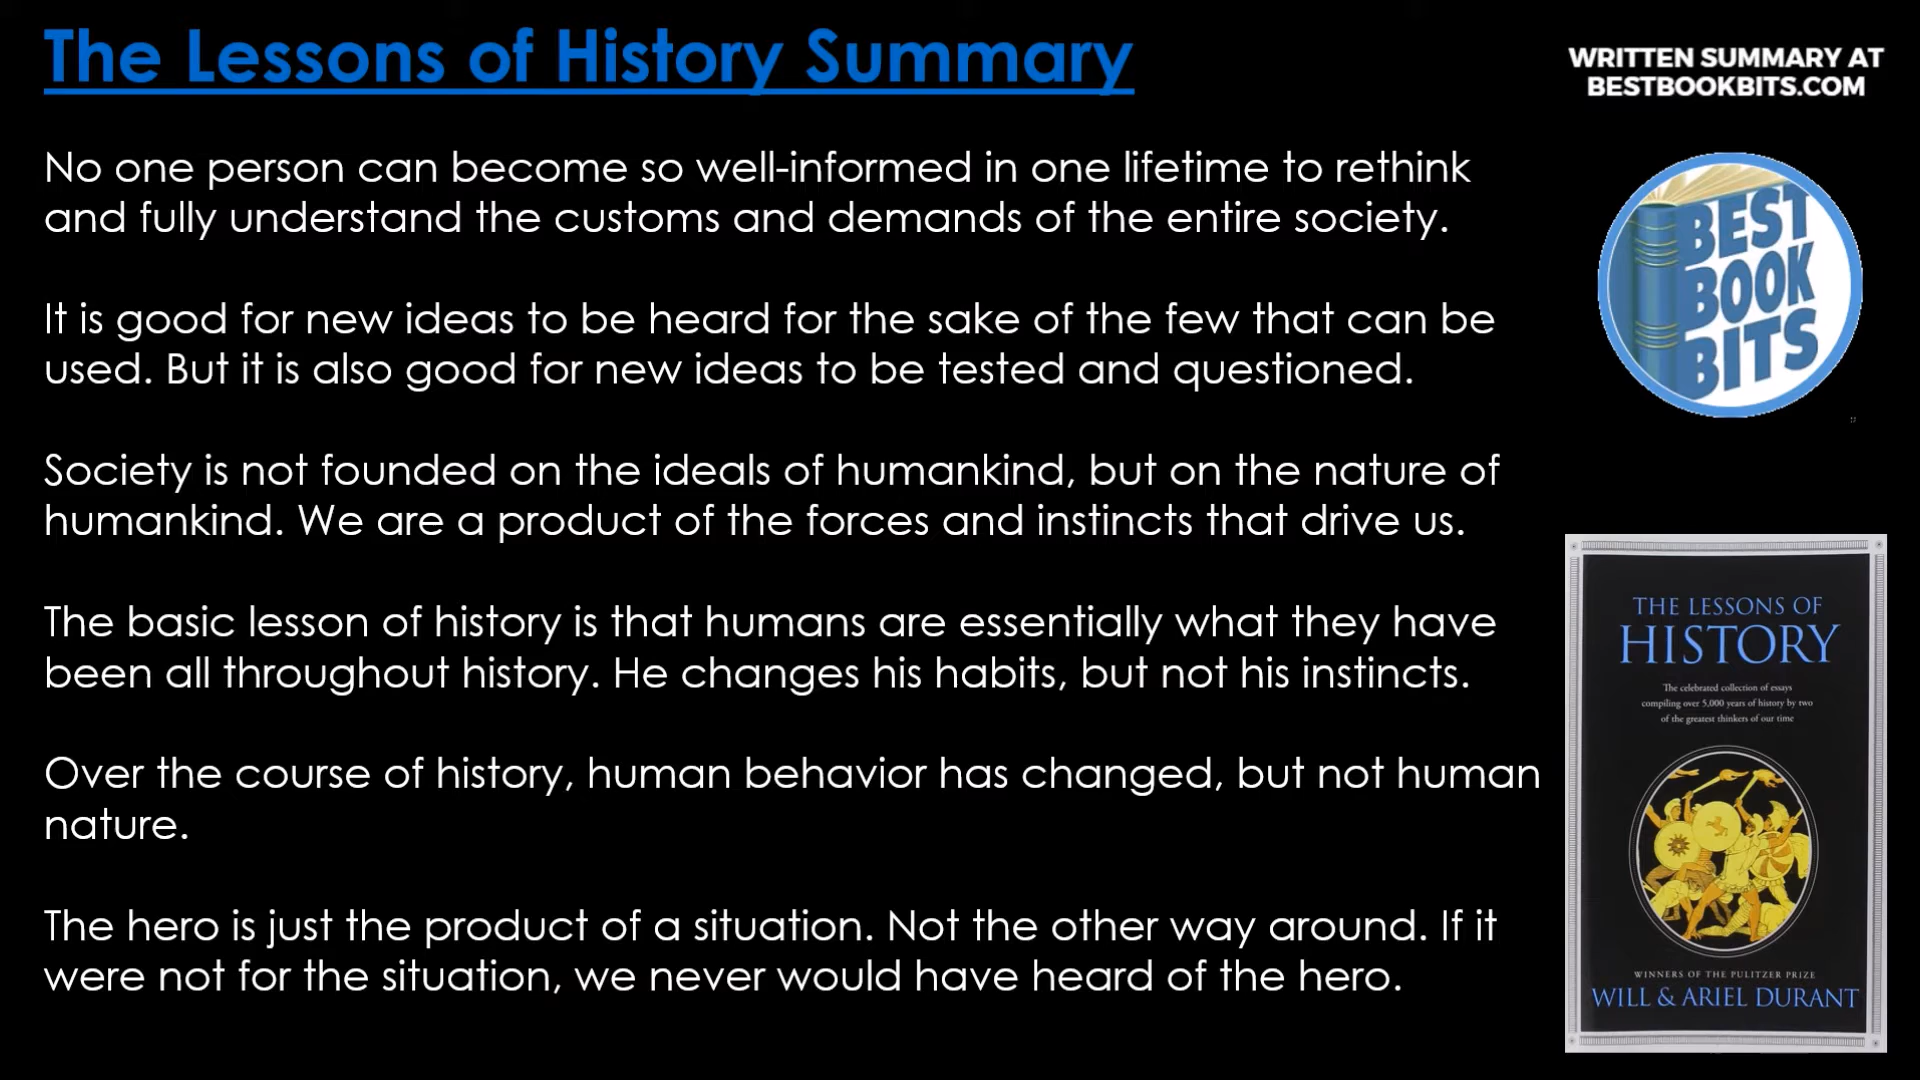 The Lessons of History Summary
WRITTEN SUMMARY AT
BESTBOOKBITS.COM
No one person can become so well-informed in one lifetime to rethink
and fully understand the customs and demands of the entire society.
It is good for new ideas to be heard for the sake of the few that can be
used. But it is also good for new ideas to be tested and questioned.
Society is not founded on the ideals of humankind, but on the nature of
humankind. We are a product of the forces and instincts that drive us.
The basic lesson of history is that humans are essentially what they have
been all throughout history. He changes his habits, but not his instincts.
Over the course of history, human behavior has changed, but not human
nature.
The hero is just the product of a situation. Not the other way around. If it
were not for the situation, we never would have heard of the hero.
BEST
BOOK
BITS
THE LESSONS OF
HISTORY
The celebrated collection of essays
compiling over 5,000 years of history by two
of the greatest thinkers of our time
WINNERS OF THE PULITZER PRIZE
WILL & ARIEL DURANT